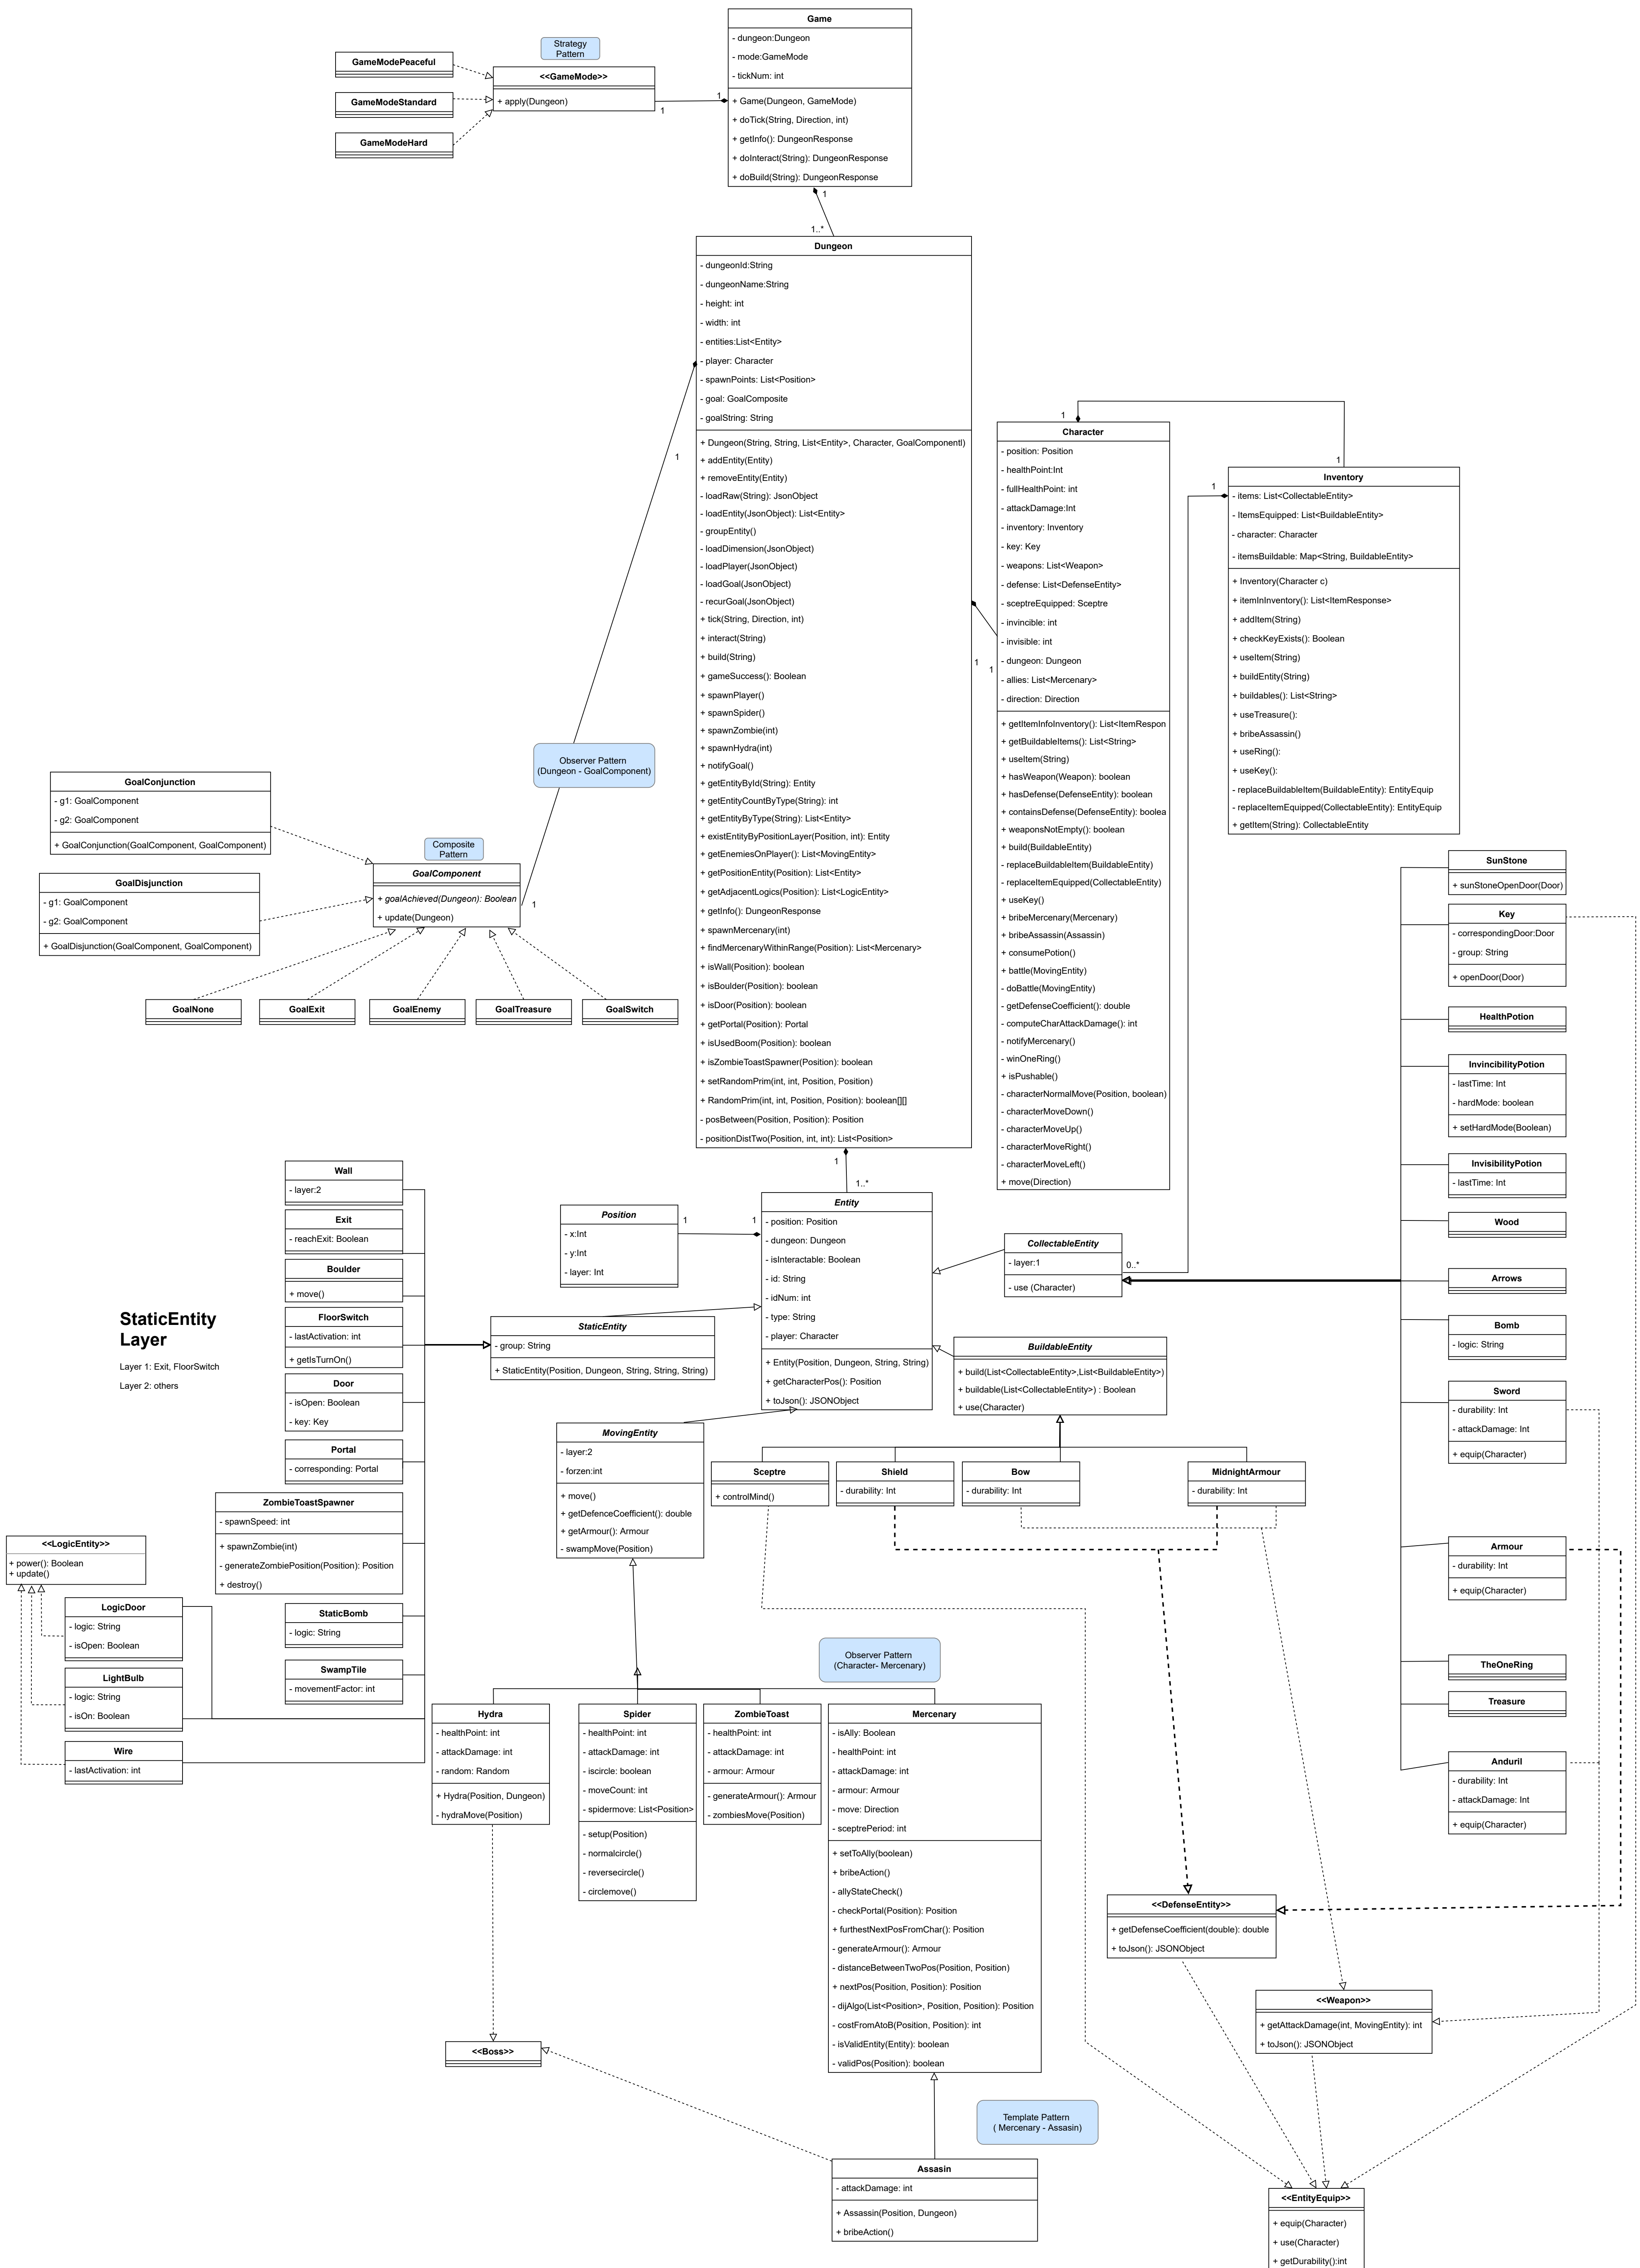 Game
- dungeon:Dungeon
- mode:GameMode
- tickNum: int
+ Game(Dungeon, GameMode)
+ doTick(String, Direction, int)
+ getInfo(): DungeonResponse
+ doInteract(String): DungeonResponse
+ doBuild(String): DungeonResponse
Strategy
Pattern
GameModePeaceful
GameModeStandard
GameModeHard
<<GameMode>>
+ apply(Dungeon)
1
1
1
1..*
Dungeon
- dungeonId:String
- dungeonName:String
- height: int
- width: int
- entities:List<Entity>
- player: Character
- spawnPoints: List<Position>
- goal: GoalComposite
- goalString: String
+ Dungeon(String, String, List<Entity>, Character, GoalComponentl)
+ addEntity(Entity)
+ removeEntity(Entity)
- loadRaw(String): JsonObject
- loadEntity(JsonObject): List<Entity>
- groupEntity()
- loadDimension(JsonObject)
- loadPlayer(JsonObject)
- loadGoal(JsonObject)
- recurGoal(JsonObject)
+ tick(String, Direction, int)
+ interact(String)
+ build(String)
+ gameSuccess(): Boolean
+ spawnPlayer()
+ spawnSpider()
+ spawnZombie(int)
+ spawnHydra(int)
+ notifyGoal()
+ getEntityById(String): Entity
+ getEntityCountByType(String): int
+ getEntityByType(String): List<Entity>
+ existEntityByPositionLayer(Position, int): Entity
+ getEnemiesOnPlayer(): List<MovingEntity>
+ getPositionEntity(Position): List<Entity>
+ getAdjacentLogics(Position): List<LogicEntity>
+ getInfo(): DungeonResponse
+ spawnMercenary(int)
+ findMercenaryWithinRange(Position): List<Mercenary>
+ isWall(Position): boolean
+ isBoulder(Position): boolean
+ isDoor(Position): boolean
+ getPortal(Position): Portal
+ isUsedBoom(Position): boolean
+ isZombieToastSpawner(Position): boolean
+ setRandomPrim(int, int, Position, Position)
+ RandomPrim(int, int, Position, Position): boolean[][]
- posBetween(Position, Position): Position
- positionDistTwo(Position, int, int): List<Position>
1
1
1
1
Character
- position: Position
- healthPoint:Int
- fullHealthPoint: int
- attackDamage:Int
- inventory: Inventory
- key: Key
- weapons: List<Weapon>
- defense: List<DefenseEntity>
- sceptreEquipped: Sceptre
- invincible: int
- invisible: int
- dungeon: Dungeon
- allies: List<Mercenary>
- direction: Direction
+ getItemInfoInventory(): List<ItemRespon
+ getBuildableItems(): List<String>
+ useItem(String)
+ hasWeapon(Weapon): boolean
+ hasDefense(DefenseEntity): boolean
+ containsDefense(DefenseEntity): boolea
+ weaponsNotEmpty(): boolean
+ build(BuildableEntity)
- replaceBuildableItem(BuildableEntity)
- replaceItemEquipped(CollectableEntity)
+ useKey()
+ bribeMercenary(Mercenary)
+ bribeAssassin(Assassin)
+ consumePotion()
+ battle(MovingEntity)
- doBattle(MovingEntity)
- getDefenseCoefficient(): double
- computeCharAttackDamage(): int
- notifyMercenary()
- winOneRing()
+ isPushable()
- characterNormalMove(Position, boolean)
- characterMoveDown()
- characterMoveUp()
- characterMoveRight()
- characterMoveLeft()
+ move(Direction)
1
1
1
Inventory
- items: List<CollectableEntity>
- ItemsEquipped: List<BuildableEntity>
- character: Character
- itemsBuildable: Map<String, BuildableEntity>
+ Inventory(Character c)
+ itemInInventory(): List<ItemResponse>
+ addItem(String)
+ checkKeyExists(): Boolean
+ useItem(String)
+ buildEntity(String)
+ buildables(): List<String>
+ useTreasure():
+ bribeAssassin()
+ useRing():
+ useKey():
- replaceBuildableItem(BuildableEntity): EntityEquip
- replaceItemEquipped(CollectableEntity): EntityEquip
+ getItem(String): CollectableEntity
Observer Pattern
(Dungeon - GoalComponent)
GoalConjunction
- g1: GoalComponent
- g2: GoalComponent
+ GoalConjunction(GoalComponent, GoalComponent)
GoalDisjunction
- g1: GoalComponent
- g2: GoalComponent
+ GoalDisjunction(GoalComponent, GoalComponent)
Composite
Pattern
GoalComponent
+ goalAchieved(Dungeon): Boolean
+ update(Dungeon)
1
GoalNone
GoalExit
GoalEnemy
GoalTreasure
GoalSwitch
SunStone
+ sunStoneOpenDoor(Door)
Key
- correspondingDoor:Door
- group: String
+ openDoor(Door)
HealthPotion
InvincibilityPotion
- lastTime: Int
- hardMode: boolean
+ setHardMode(Boolean)
InvisibilityPotion
- lastTime: Int
Wood
Arrows
Bomb
- logic: String
Sword
- durability: Int
- attackDamage: Int
+ equip(Character)
Armour
- durability: Int
+ equip(Character)
TheOneRing
Treasure
Anduril
- durability: Int
- attackDamage: Int
+ equip(Character)
1
1..*
Entity
- position: Position
- dungeon: Dungeon
- isInteractable: Boolean
- id: String
- idNum: int
- type: String
- player: Character
+ Entity(Position, Dungeon, String, String)
+ getCharacterPos(): Position
+ toJson(): JSONObject
Position
- x:Int
- y:Int
- layer: Int
1
1
CollectableEntity
- layer:1
- use (Character)
0..*
BuildableEntity
+ build(List<CollectableEntity>,List<BuildableEntity>)
+ buildable(List<CollectableEntity>) : Boolean
+ use(Character)
StaticEntity
- group: String
+ StaticEntity(Position, Dungeon, String, String, String)
StaticEntity
Layer
Layer 1: Exit, FloorSwitch
Layer 2: others
Wall
- layer:2
Exit
- reachExit: Boolean
Boulder
+ move()
FloorSwitch
- lastActivation: int
+ getIsTurnOn()
Door
- isOpen: Boolean
- key: Key
Portal
- corresponding: Portal
ZombieToastSpawner
- spawnSpeed: int
+ spawnZombie(int)
- generateZombiePosition(Position): Position
+ destroy()
StaticBomb
- logic: String
SwampTile
- movementFactor: int
<<LogicEntity>>
+ power(): Boolean
+ update()
LogicDoor
- logic: String
- isOpen: Boolean
LightBulb
- logic: String
- isOn: Boolean
Wire
- lastActivation: int
MovingEntity
- layer:2
- forzen:int
+ move()
+ getDefenceCoefficient(): double
+ getArmour(): Armour
- swampMove(Position)
Sceptre
+ controlMind()
Shield
- durability: Int
Bow
- durability: Int
MidnightArmour
- durability: Int
Observer Pattern
(Character- Mercenary)
Hydra
- healthPoint: int
- attackDamage: int
- random: Random
+ Hydra(Position, Dungeon)
- hydraMove(Position)
Spider
- healthPoint: int
- attackDamage: int
- iscircle: boolean
- moveCount: int
- spidermove: List<Position>
- setup(Position)
- normalcircle()
- reversecircle()
- circlemove()
ZombieToast
- healthPoint: int
- attackDamage: int
- armour: Armour
- generateArmour(): Armour
- zombiesMove(Position)
Mercenary
- isAlly: Boolean
- healthPoint: int
- attackDamage: int
- armour: Armour
- move: Direction
- sceptrePeriod: int
+ setToAlly(boolean)
+ bribeAction()
- allyStateCheck()
- checkPortal(Position): Position
+ furthestNextPosFromChar(): Position
- generateArmour(): Armour
- distanceBetweenTwoPos(Position, Position)
+ nextPos(Position, Position): Position
- dijAlgo(List<Position>, Position, Position): Position
- costFromAtoB(Position, Position): int
- isValidEntity(Entity): boolean
- validPos(Position): boolean
<<Boss>>
Template Pattern
( Mercenary - Assasin)
Assasin
- attackDamage: int
+ Assassin(Position, Dungeon)
+ bribeAction()
<<DefenseEntity>>
+ getDefenseCoefficient(double): double
+ toJson(): JSONObject
<<Weapon>>
+ getAttackDamage(int, MovingEntity): int
+ toJson(): JSONObject
<<EntityEquip>>
+ equip(Character)
+ use(Character)
+ getDurability():int